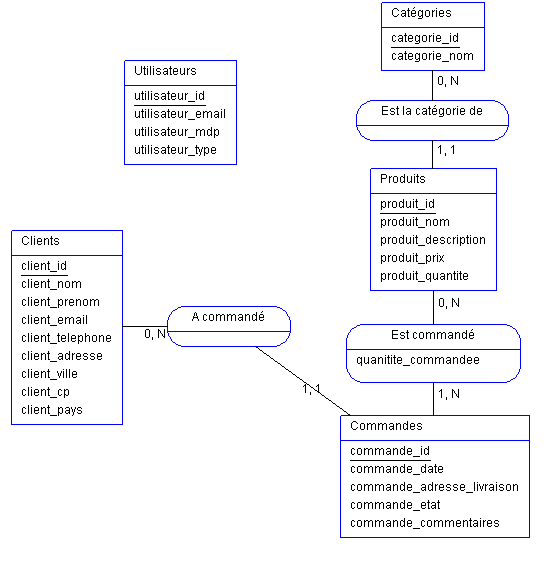 Catégories
categorie_id
categorie_nom
0, N
Est la catégorie de
1, 1
Utilisateurs
utilisateur_id
utilisateur_email
utilisateur_mdp
utilisateur_type
Produits
produit_id
produit_nom
produit_description
produit_prix
produit_quantite
0, N
Clients
client_id
client_nom
client_prenom
client_email
client_telephone
client_adresse
client_ville
client_cp
client_pays
0, N
A commandé
1, 1
Est commandé
quanitite_commandee
1, N
Commandes
commande_id
commande_date
commande_adresse_livraison
commande_etat
commande_commentaires